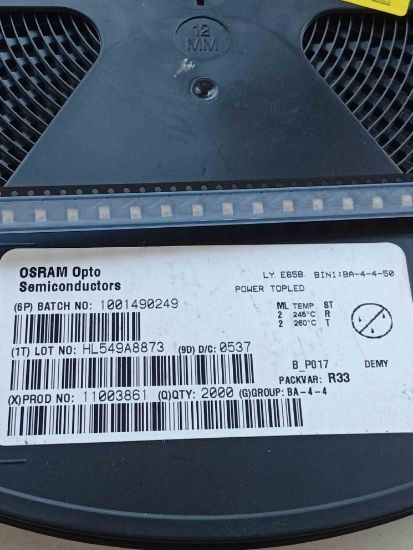 12
MM
OSRAM Opto
Semiconductors
LY E65B BIN1:BA-4-4-50
POWER TOPLED
(6P) BATCH NO: 1001490249
ML TEMP ST
2 245°C R
2 260°C T
(1T) LOT NO: HL549A8873 (9D) D/C: 0537
B_P017 DEMY
PACKVAR: R33
(X)PROD NO: 11003861 (Q)QTY: 2000 (G)GROUP: BA-4-4